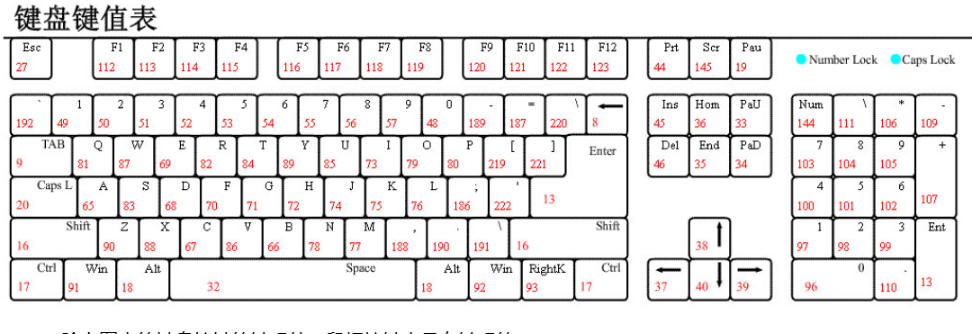 键盘键值表
Esc F1 F2 F3 F4 F5 F6 F7 F8 F9 F10 F11 F12 Prt Scr Pau
27 112 113 114 115 116 117 118 119 120 121 122 123 44 145 19
Number Lock Caps Lock
` 1 2 3 4 5 6 7 8 9 0 - = \ Ins Hom PaU Num \ * -
192 49 50 51 52 53 54 55 56 57 48 189 187 220 8 45 36 33 144 111 106 109
TAB Q W E R T Y U I O P [ ] Enter Del End PaD 7 8 9 +
9 81 87 69 82 84 89 85 73 79 80 219 221 46 35 34 103 104 105
Caps L A S D F G H J K L ; ' 4 5 6
20 65 83 68 70 71 72 74 75 76 186 222 13 100 101 102 107
Shift Z X C V B N M , . \ Shift 1 2 3 Ent
16 90 88 67 86 66 78 77 188 190 191 16 38 97 98 99
Ctrl Win Alt Space Alt Win RightK Ctrl 0 .
17 91 18 32 18 92 93 17 37 40 39 96 110 13